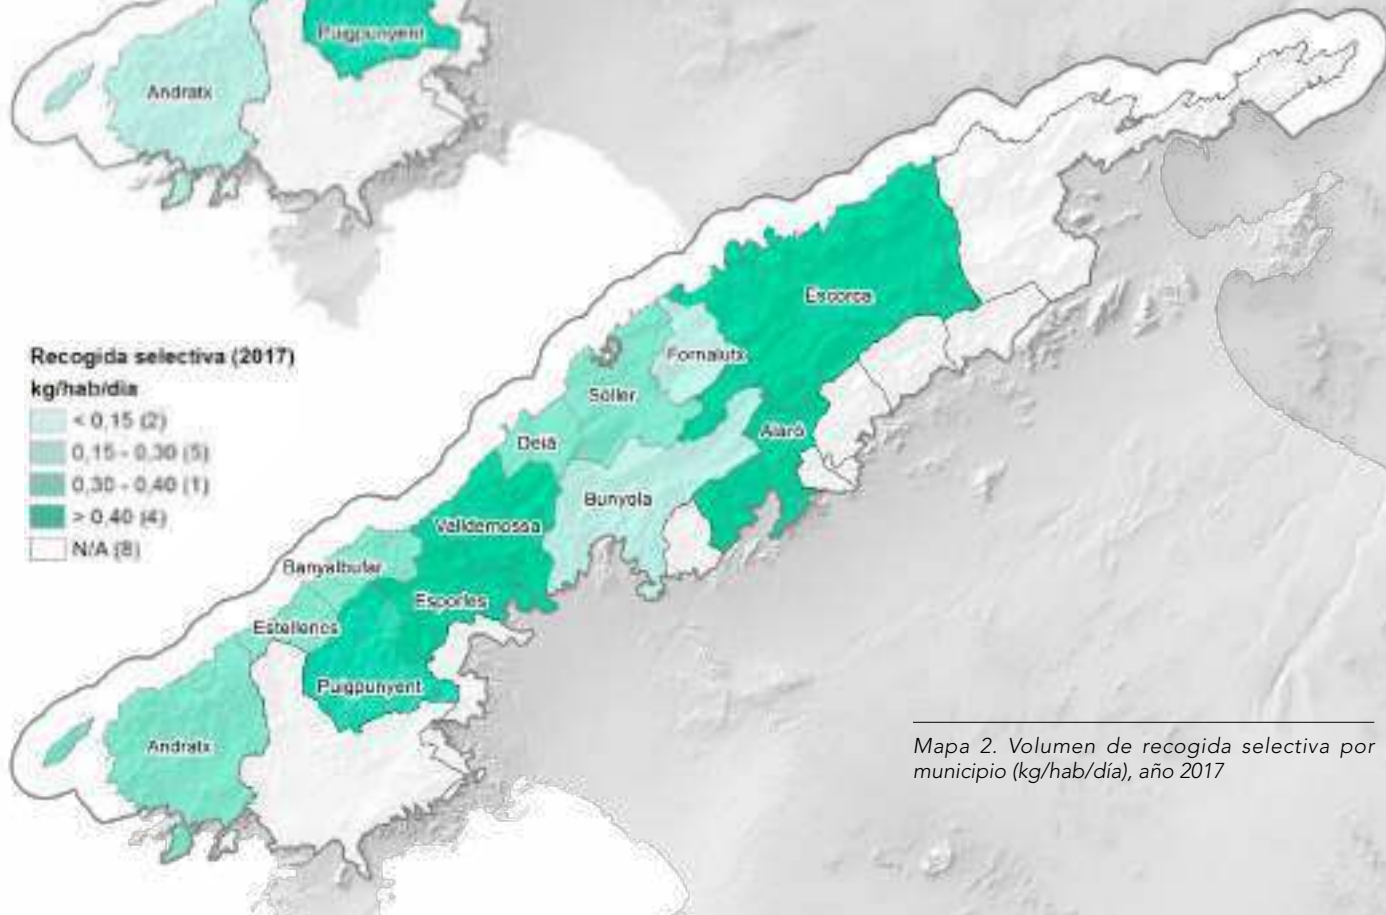 Puigpunyent
Andratx
Escorca
Fornalutx
Sóller
Alaró
Deiá
Bunyola
Valldemossa
Banyalbufar
Esporles
Estellencs
Puigpunyent
Andratx
Recogida selectiva (2017)
kg/hab/día
< 0,15 (2)
0,15 - 0,30 (5)
0,30 - 0,40 (1)
> 0,40 (4)
N/A (8)
Mapa 2. Volumen de recogida selectiva por
municipio (kg/hab/día), año 2017